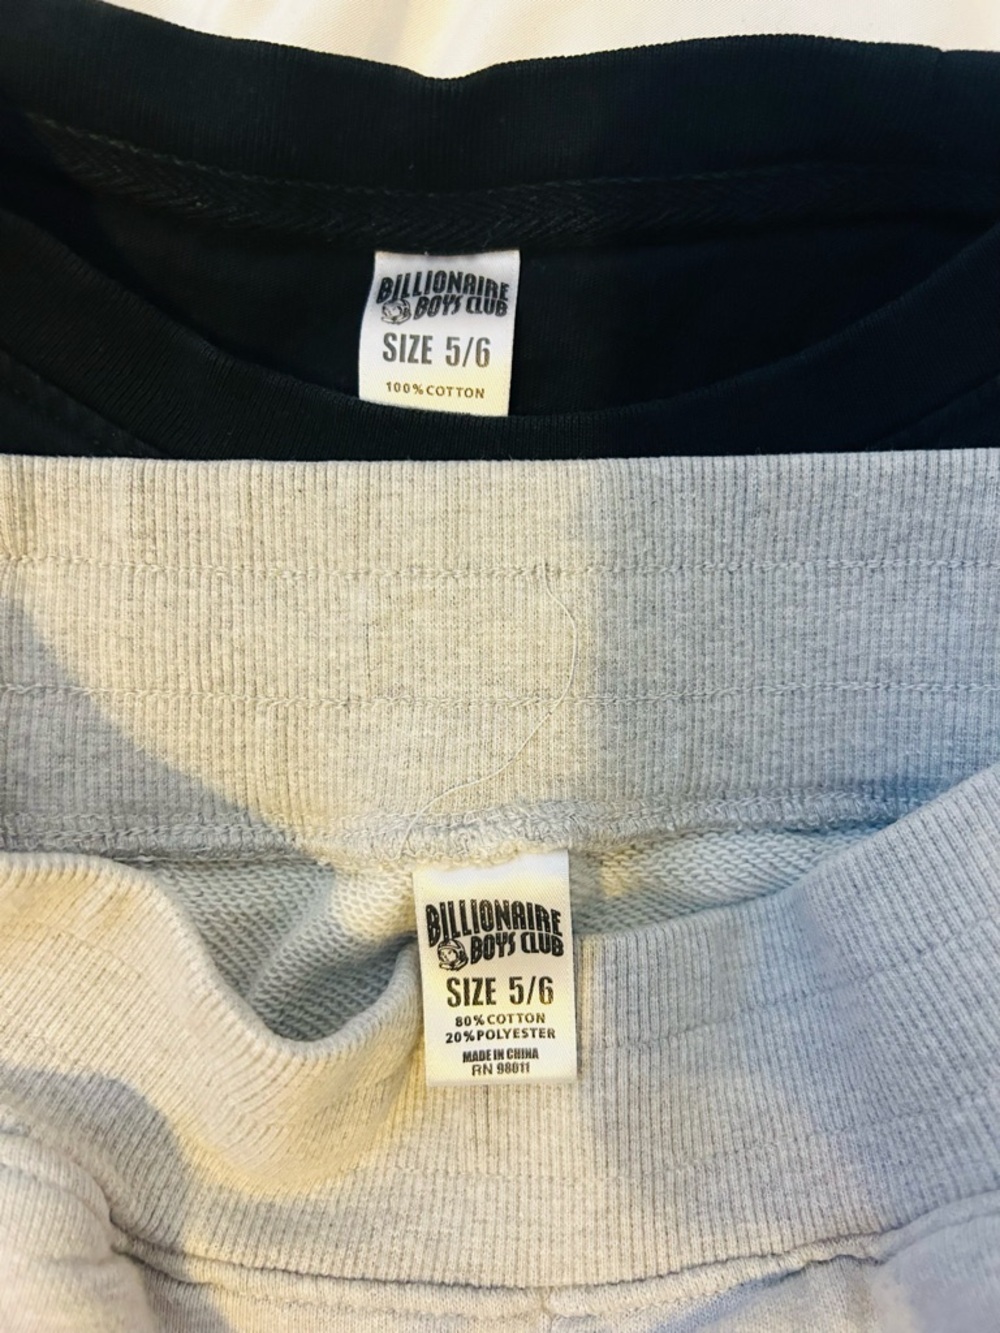 BILLIONAIRE
BOYS CLUB
SIZE 5/6
100%COTTON
BILLIONAIRE
BOYS CLUB
SIZE 5/6
80%COTTON
20%POLYESTER
MADE IN CHINA
RN 98011